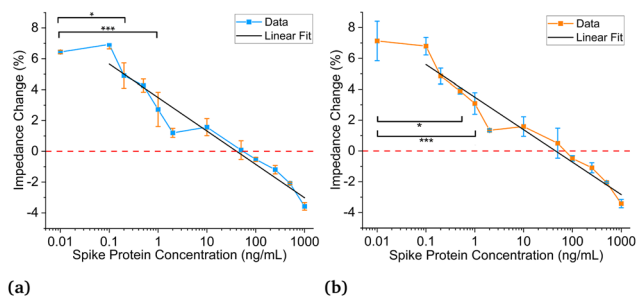 8
6
4
2
0
-2
-4
Impedance Change (%)
*
***
Data
Linear Fit
0.01 0.1 1 10 100 1000
Spike Protein Concentration (ng/mL)
(a)
8
6
4
2
0
-2
-4
Impedance Change (%)
Data
Linear Fit
*
***
0.01 0.1 1 10 100 1000
Spike Protein Concentration (ng/mL)
(b)